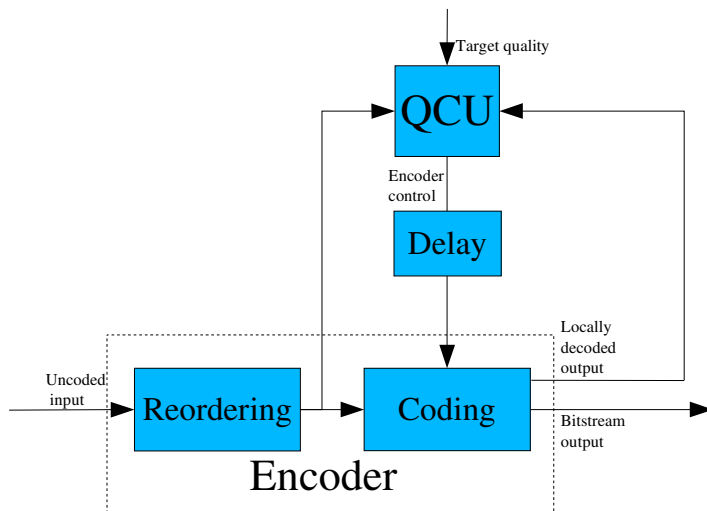 Target quality
QCU
Encoder
control
Delay
Locally
decoded
output
Uncoded
input
Reordering
Coding
Bitstream
output
Encoder